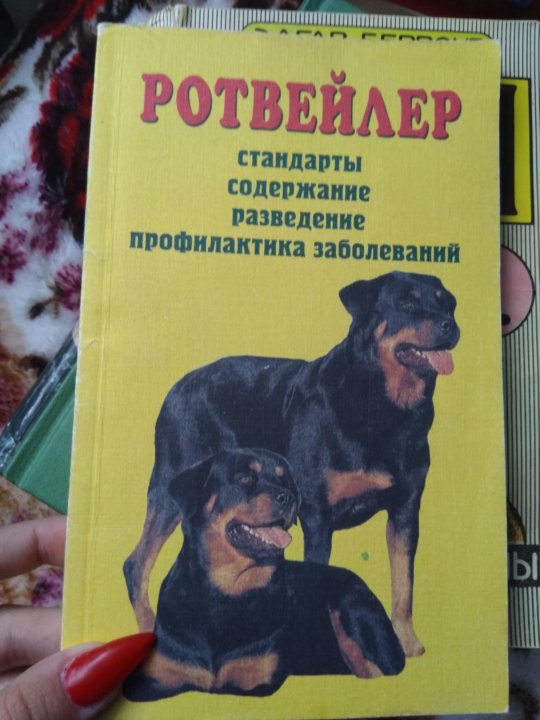 РОТВЕЙЛЕР
стандарты
содержание
разведение
профилактика заболеваний